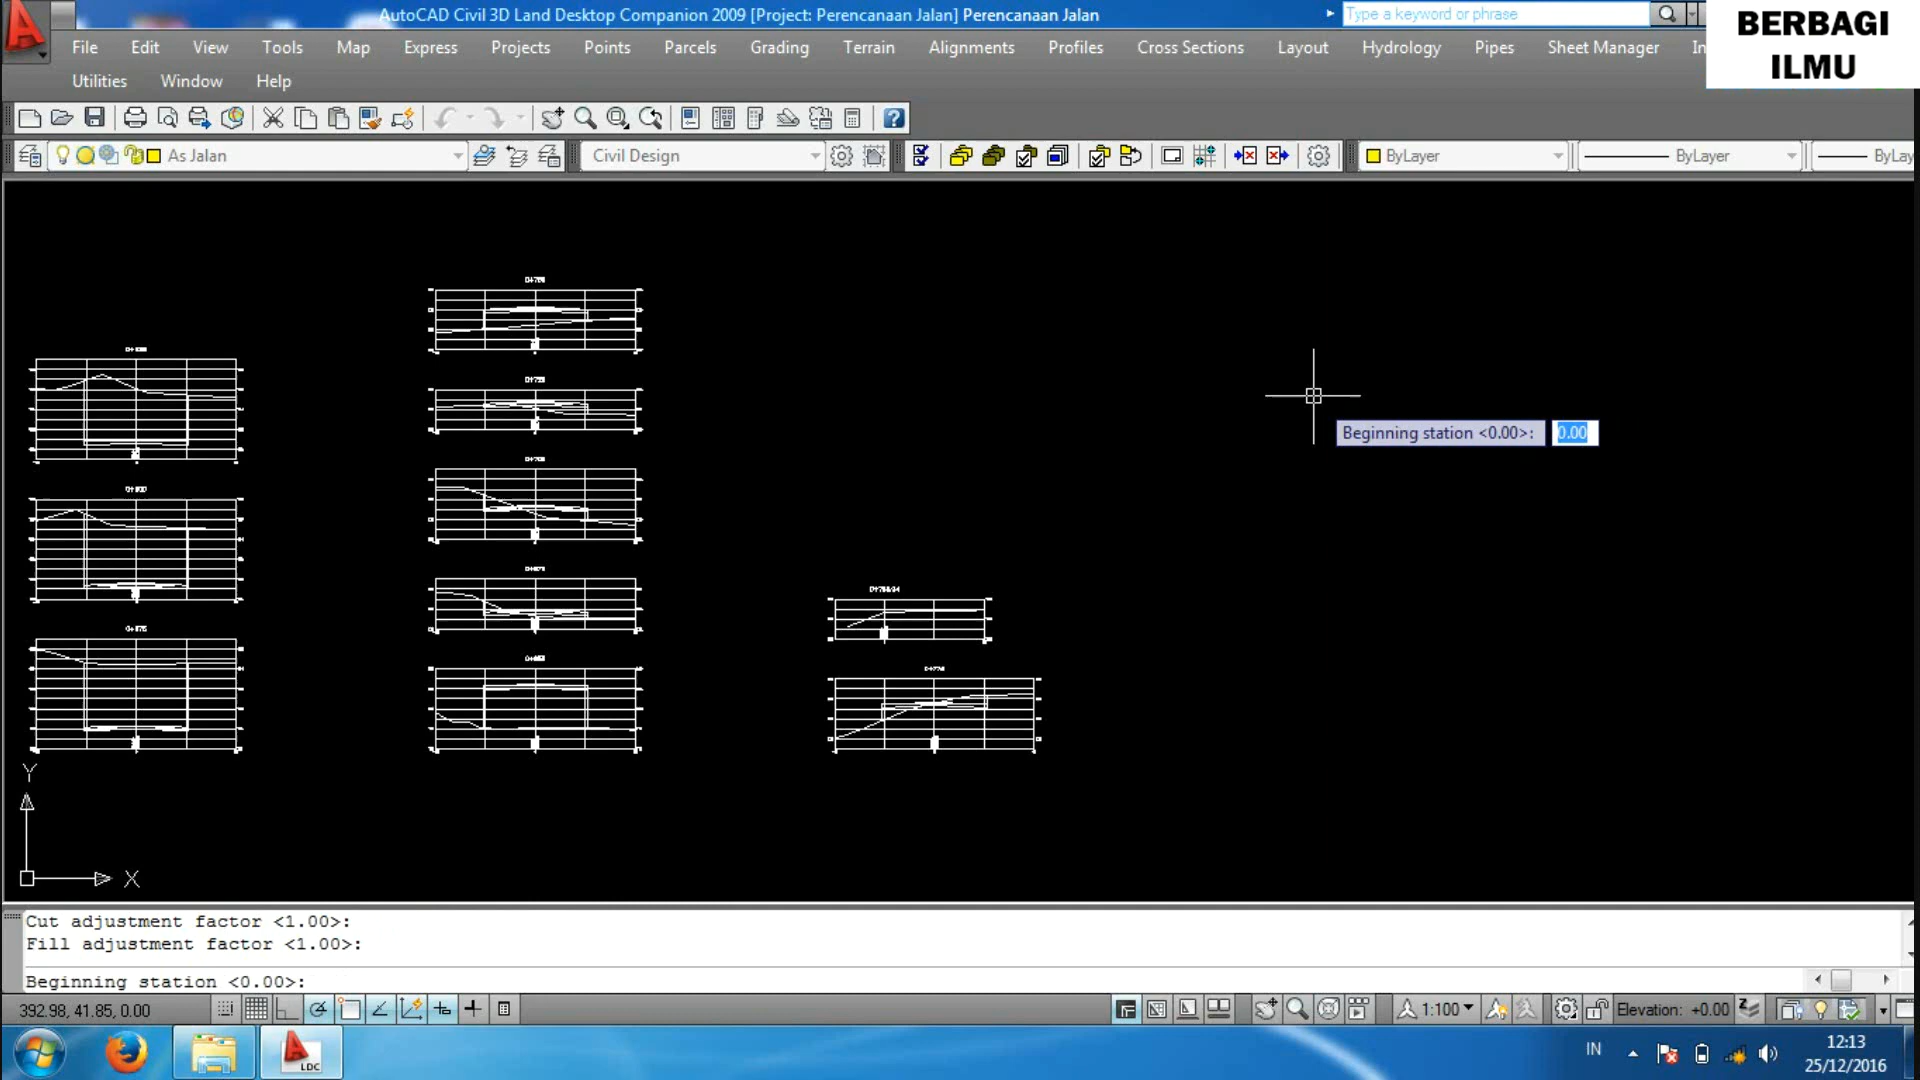 AutoCAD Civil 3D Land Desktop Companion 2009 [Project: Perencanaan Jalan] Perencanaan Jalan
Type a keyword or phrase
BERBAGI
ILMU
File Edit View Tools Map Express Projects Points Parcels Grading Terrain Alignments Profiles Cross Sections Layout Hydrology Pipes Sheet Manager In
Utilities Window Help
As Jalan
Civil Design
ByLayer
ByLayer
ByLay
Beginning station <0.00>: 0.00
Y
X
Cut adjustment factor <1.00>:
Fill adjustment factor <1.00>:
Beginning station <0.00>:
392.98, 41.85, 0.00
1:100
Elevation: +0.00
LDC
IN
12:13
25/12/2016